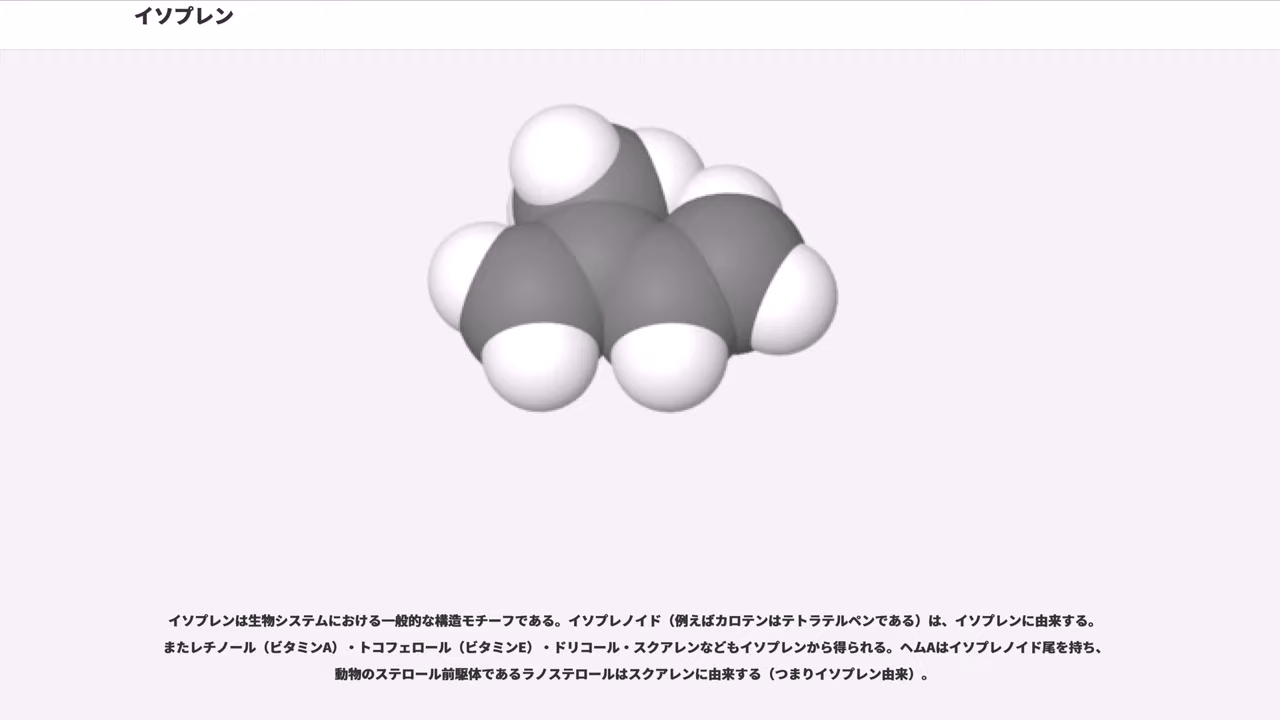 イソプレン
イソプレンは生物システムにおける一般的な構造モチーフである。イソプレノイド（例えばカロテンはテトラテルペンである）は、イソプレンに由来する。
またレチノール（ビタミンA）・トコフェロール（ビタミンE）・ドリコール・スクアレンなどもイソプレンから得られる。ヘムAはイソプレノイド尾を持ち、
動物のステロール前駆体であるラノステロールはスクアレンに由来する（つまりイソプレン由来）。